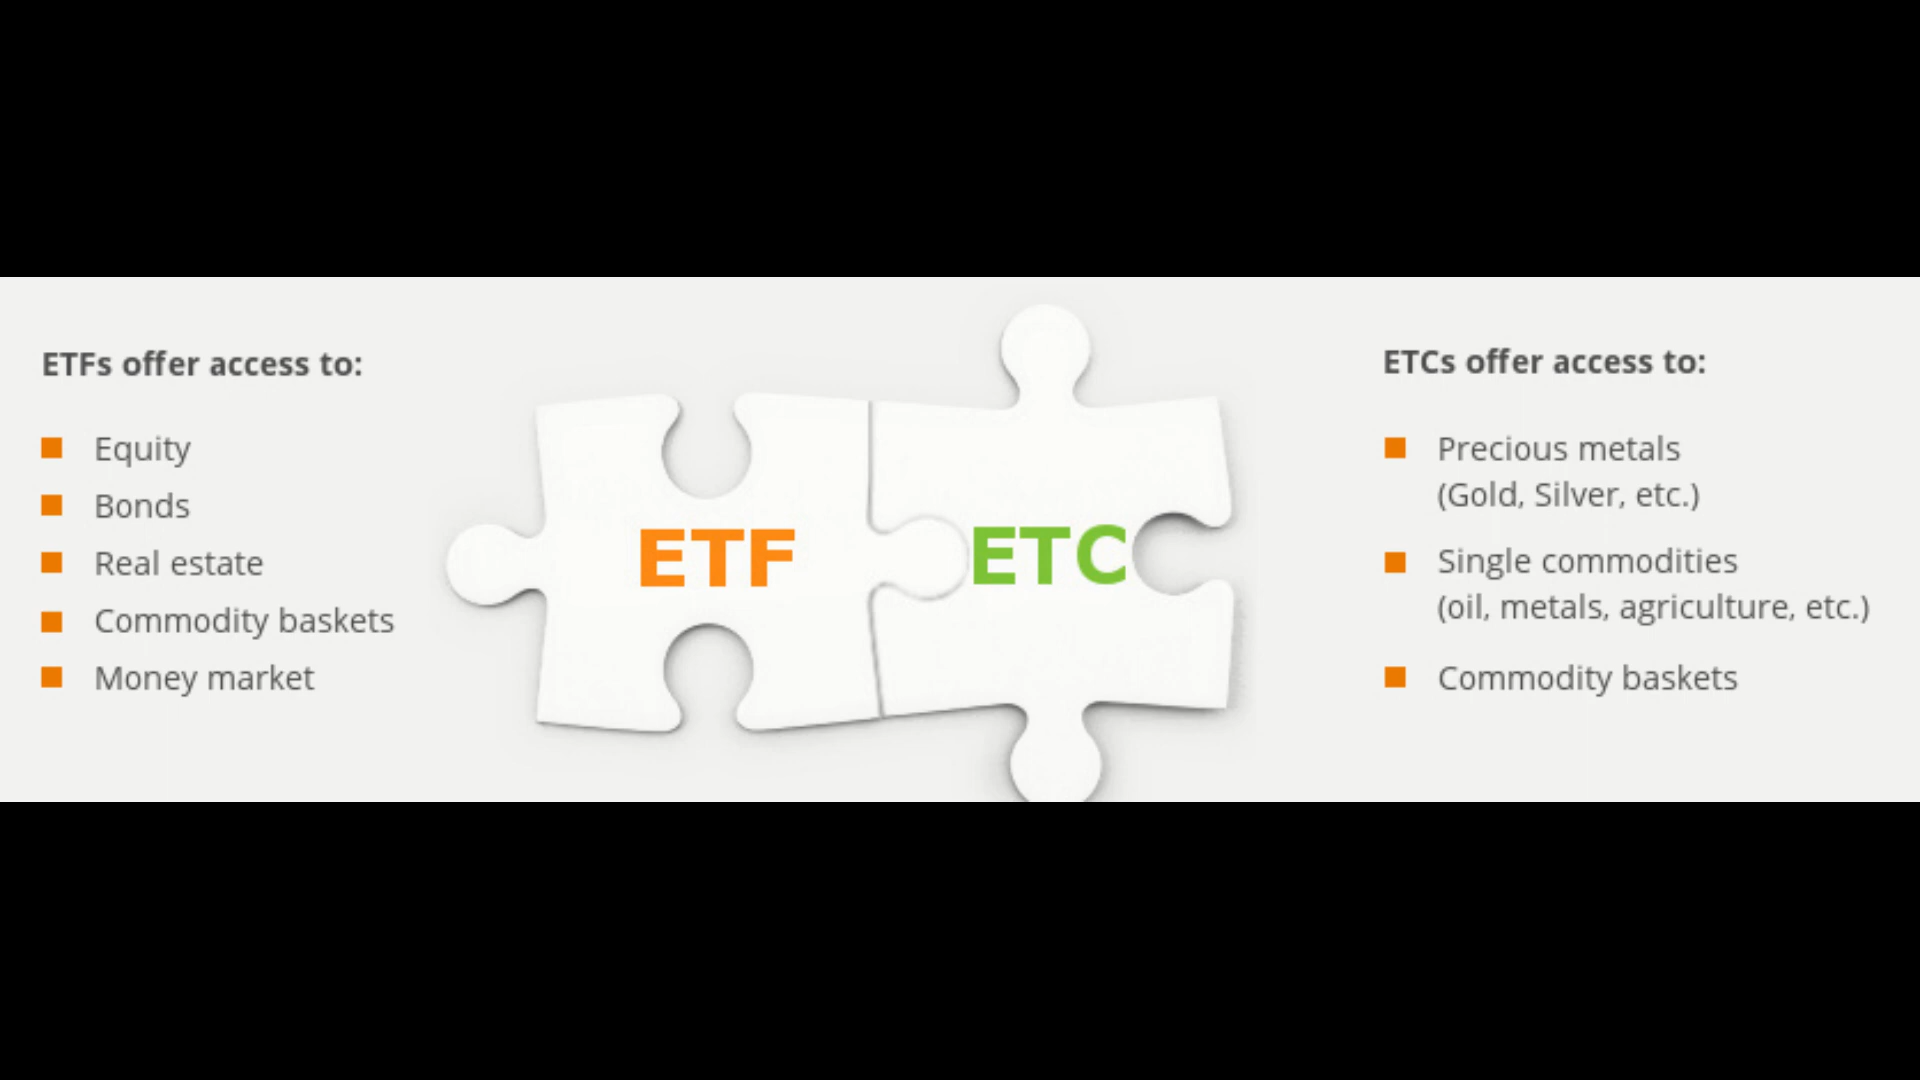 ETFs offer access to:
Equity
Bonds
Real estate
Commodity baskets
Money market
ETF
ETC
ETCs offer access to:
Precious metals
(Gold, Silver, etc.)
Single commodities
(oil, metals, agriculture, etc.)
Commodity baskets